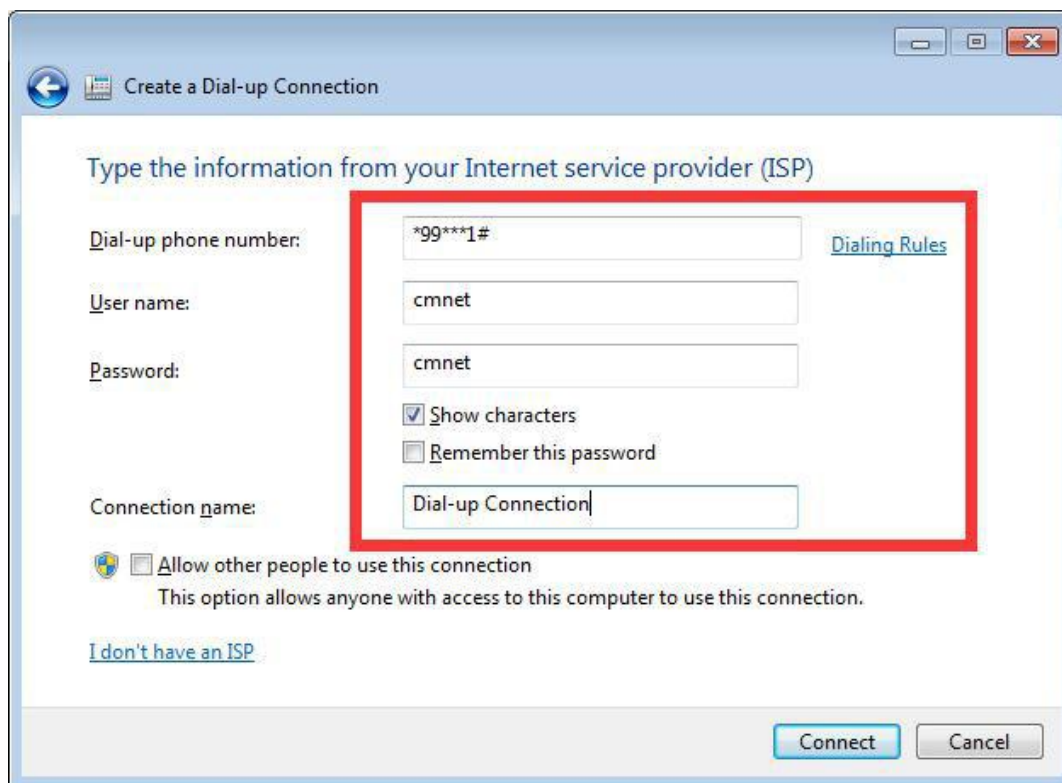 Create a Dial-up Connection
Type the information from your Internet service provider (ISP)
Dial-up phone number: *99***1# Dialing Rules
User name: cmnet
Password: cmnet
Show characters
Remember this password
Connection name: Dial-up Connection
Allow other people to use this connection
This option allows anyone with access to this computer to use this connection.
I don't have an ISP
Connect Cancel